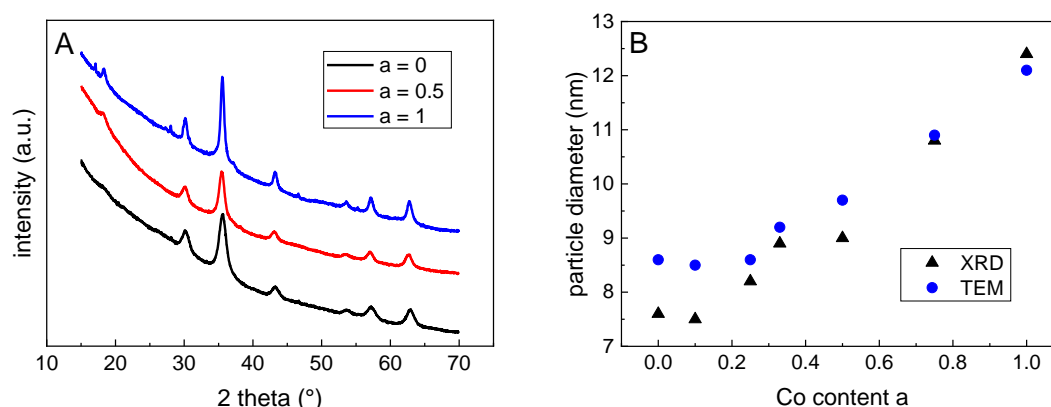 A
a = 0
a = 0.5
a = 1
intensity (a.u.)
10 20 30 40 50 60 70
2 theta (°)
B
13
12
11
10
9
8
7
particle diameter (nm)
XRD
TEM
0.0 0.2 0.4 0.6 0.8 1.0
Co content a